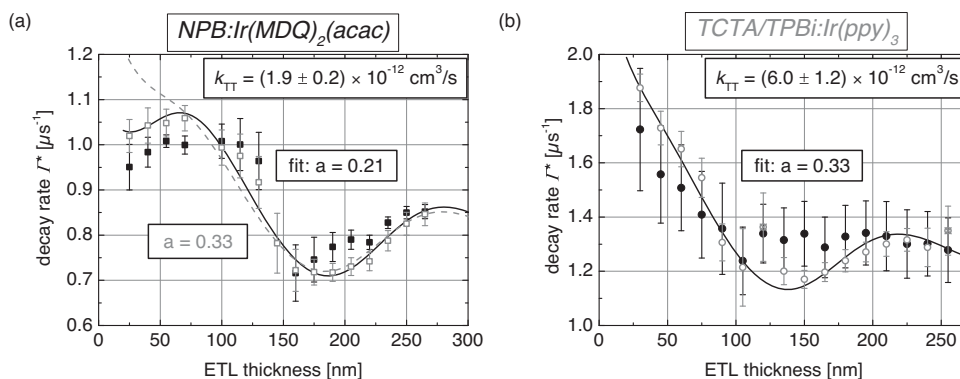 (a)
NPB:Ir(MDQ)2(acac)
kTT = (1.9 ± 0.2) × 10-12 cm3/s
fit: a = 0.21
a = 0.33
decay rate Γ* [µs-1]
1.2
1.1
1.0
0.9
0.8
0.7
0.6
0 50 100 150 200 250 300
ETL thickness [nm]
(b)
TCTA/TPBi:Ir(ppy)3
kTT = (6.0 ± 1.2) × 10-12 cm3/s
fit: a = 0.33
decay rate Γ* [µs-1]
2.0
1.8
1.6
1.4
1.2
1.0
0 50 100 150 200 250
ETL thickness [nm]